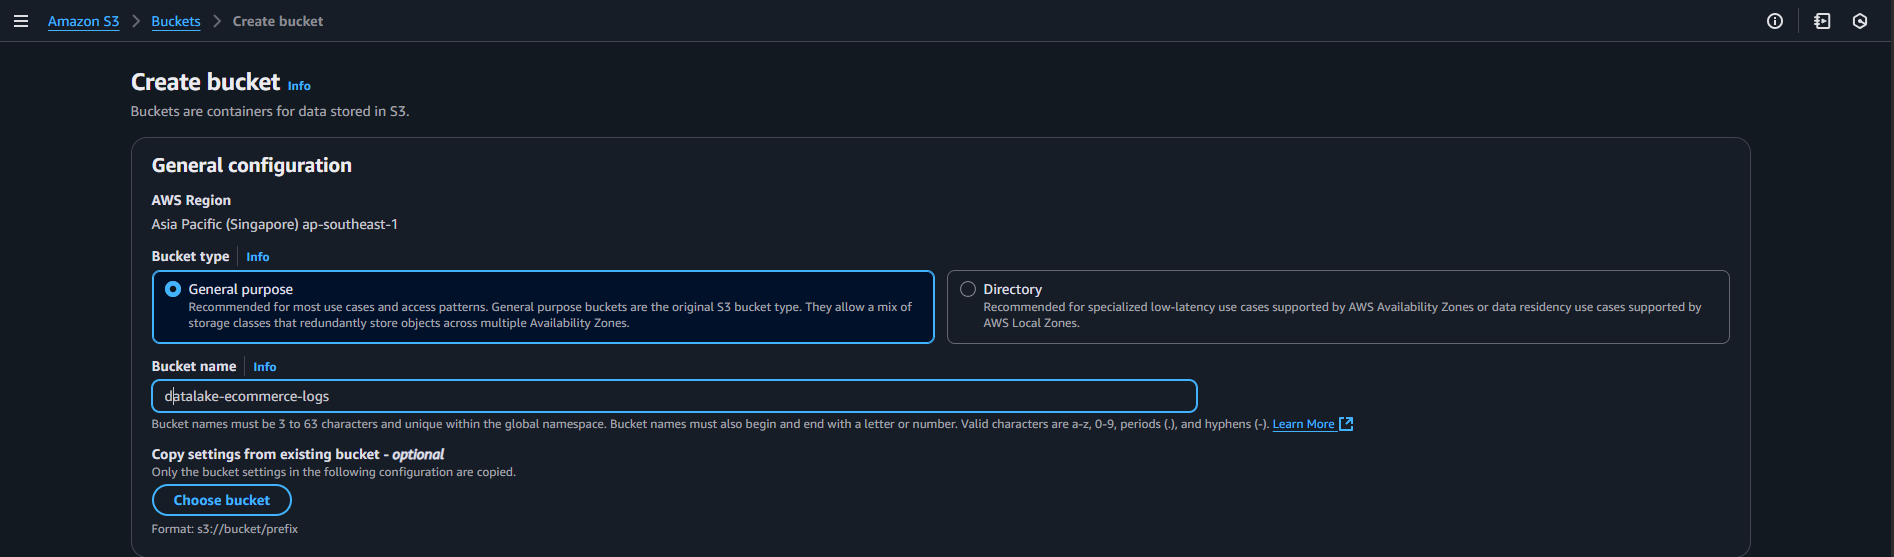 Amazon S3 > Buckets > Create bucket
Create bucket Info
Buckets are containers for data stored in S3.
General configuration
AWS Region
Asia Pacific (Singapore) ap-southeast-1
Bucket type Info
General purpose
Recommended for most use cases and access patterns. General purpose buckets are the original S3 bucket type. They allow a mix of
storage classes that redundantly store objects across multiple Availability Zones.
Directory
Recommended for specialized low-latency use cases supported by AWS Availability Zones or data residency use cases supported by
AWS Local Zones.
Bucket name Info
datalake-ecommerce-logs
Bucket names must be 3 to 63 characters and unique within the global namespace. Bucket names must also begin and end with a letter or number. Valid characters are a-z, 0-9, periods (.), and hyphens (-). Learn More
Copy settings from existing bucket - optional
Only the bucket settings in the following configuration are copied.
Choose bucket
Format: s3://bucket/prefix